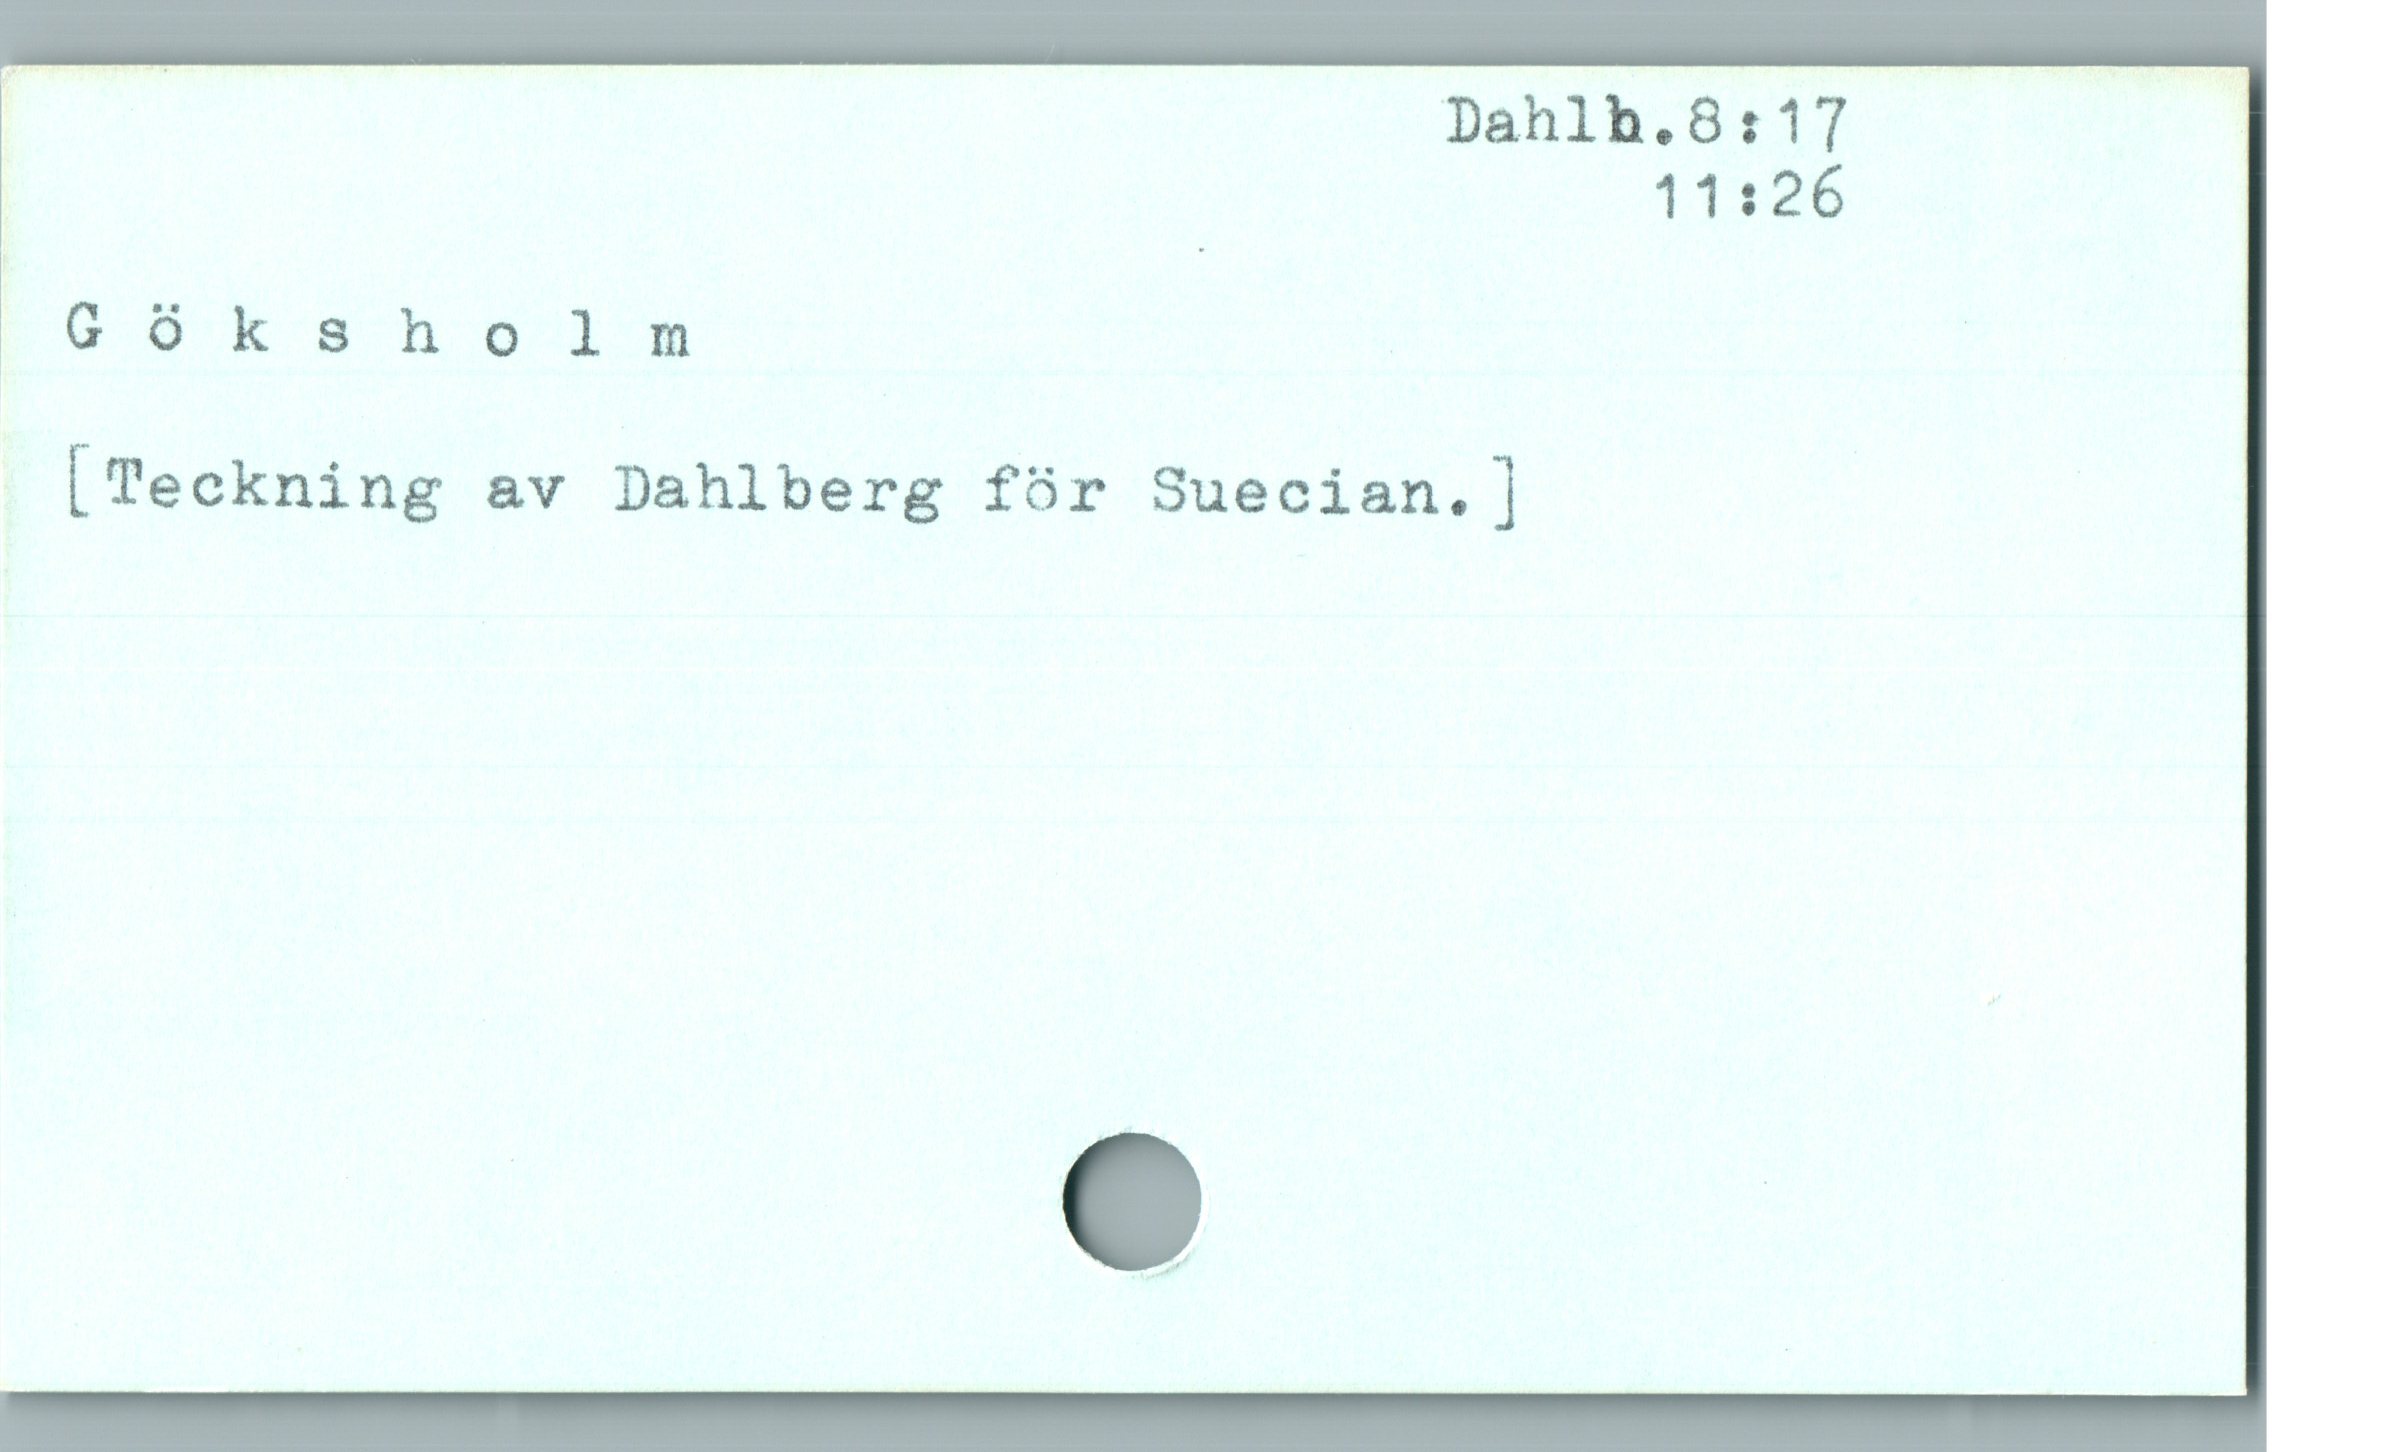 Dahlb.8:17
11:26
G ö k s h o l m
[Teckning av Dahlberg för Suecian.]